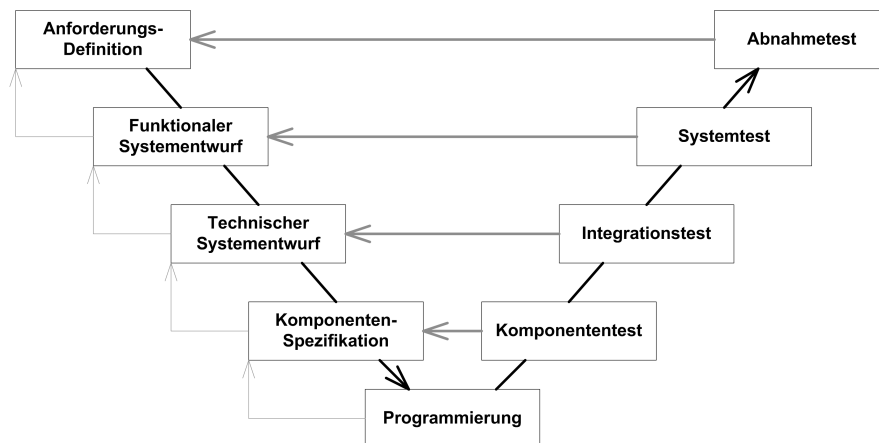 Anforderungs-
Definition
Abnahmetest
Funktionaler
Systementwurf
Systemtest
Technischer
Systementwurf
Integrationstest
Komponenten-
Spezifikation
Komponententest
Programmierung